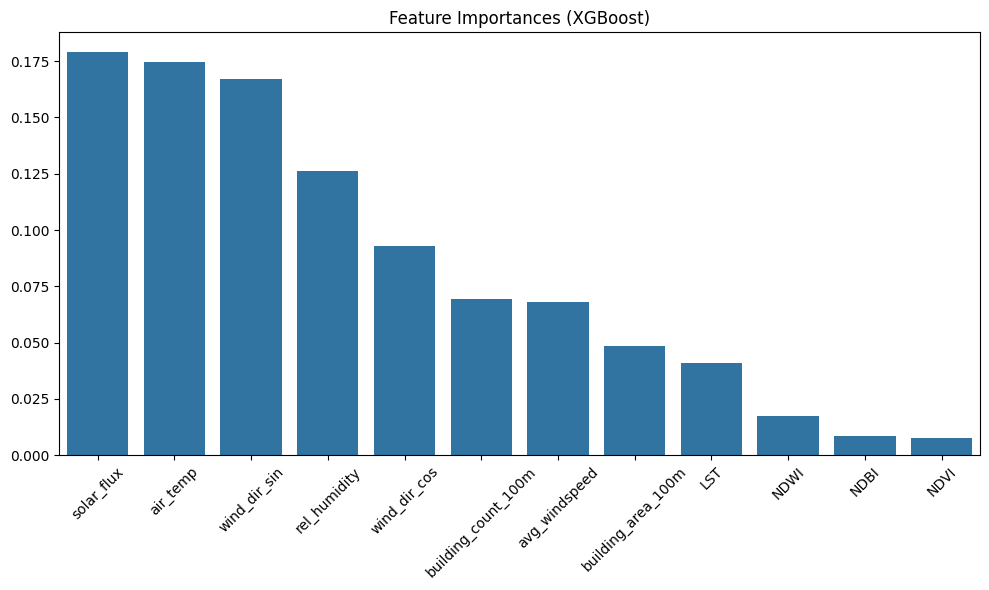 Feature Importances (XGBoost)
0.175
0.150
0.125
0.100
0.075
0.050
0.025
0.000
solar_flux
air_temp
wind_dir_sin
rel_humidity
wind_dir_cos
building_count_100m
avg_windspeed
building_area_100m
LST
NDWI
NDBI
NDVI